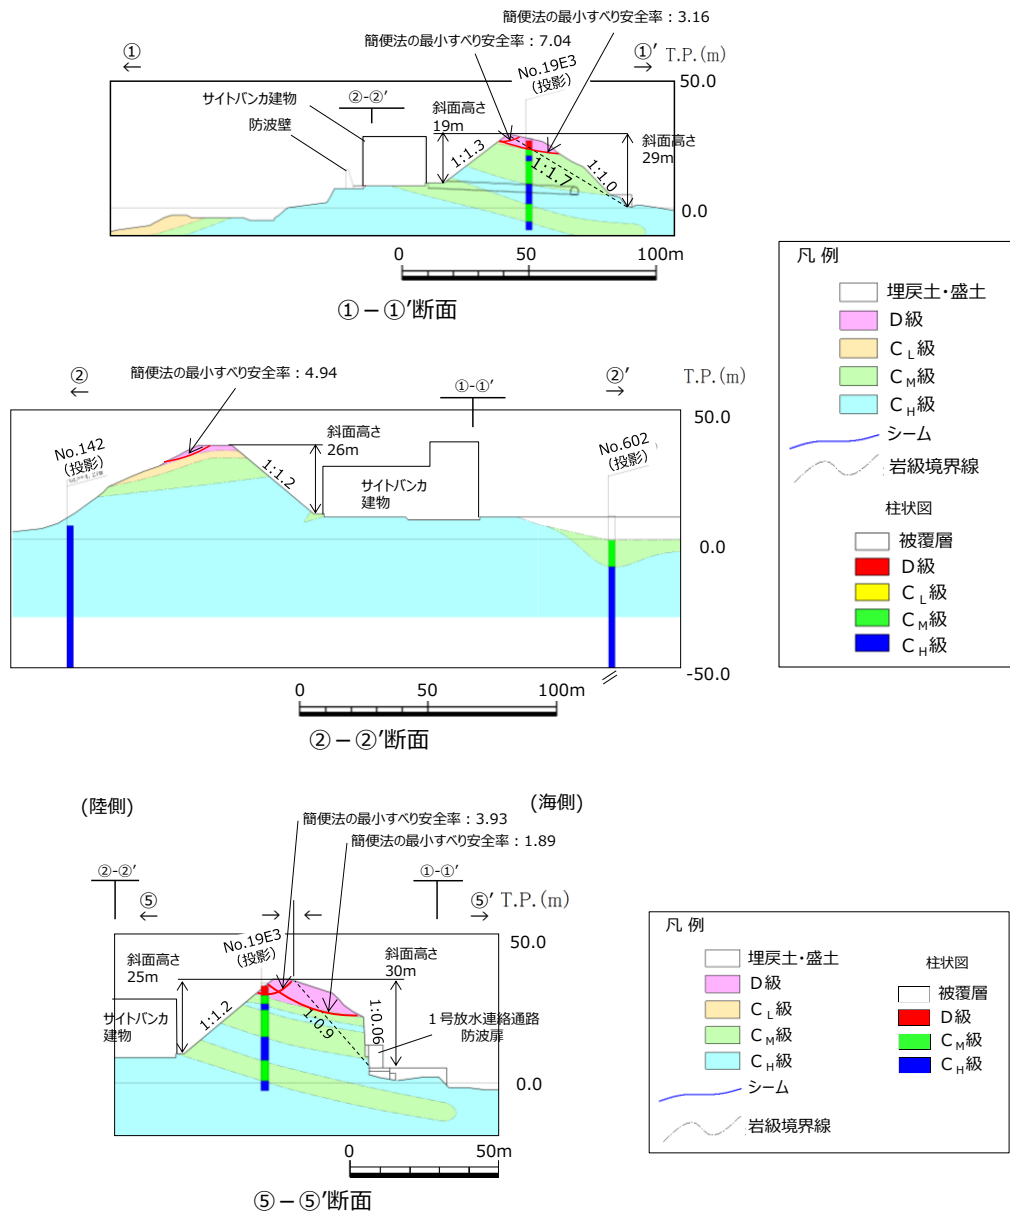 簡便法の最小すべり安全率：3.16
簡便法の最小すべり安全率：7.04
①
①′ T.P.(m)
No.19E3
(投影)
50.0
サイトバンカ建物
②-②′
斜面高さ
19m
防波壁
斜面高さ
29m
1:1.3
1:1.7
1:1.0
0.0
0 50 100m
①－①′断面
凡 例
埋戻土・盛土
D級
CL級
CM級
CH級
シーム
岩級境界線
柱状図
被覆層
D級
CL級
CM級
CH級
②
簡便法の最小すべり安全率：4.94
①-①′
②′
T.P.(m)
50.0
No.142
(投影)
斜面高さ
26m
No.602
(投影)
1:1.2
サイトバンカ
建物
0.0
-50.0
0 50 100m
②－②′断面
(陸側)
(海側)
簡便法の最小すべり安全率：3.93
簡便法の最小すべり安全率：1.89
②-②′
①-①′
⑤
⑤′ T.P.(m)
No.19E3
(投影)
50.0
斜面高さ
25m
斜面高さ
30m
1:1.2
1:0.9
1:0.06
サイトバンカ
建物
１号放水連絡通路
防波扉
0.0
0 50m
⑤－⑤′断面
凡 例
埋戻土・盛土
D級
CL級
CM級
CH級
シーム
岩級境界線
柱状図
被覆層
D級
CM級
CH級